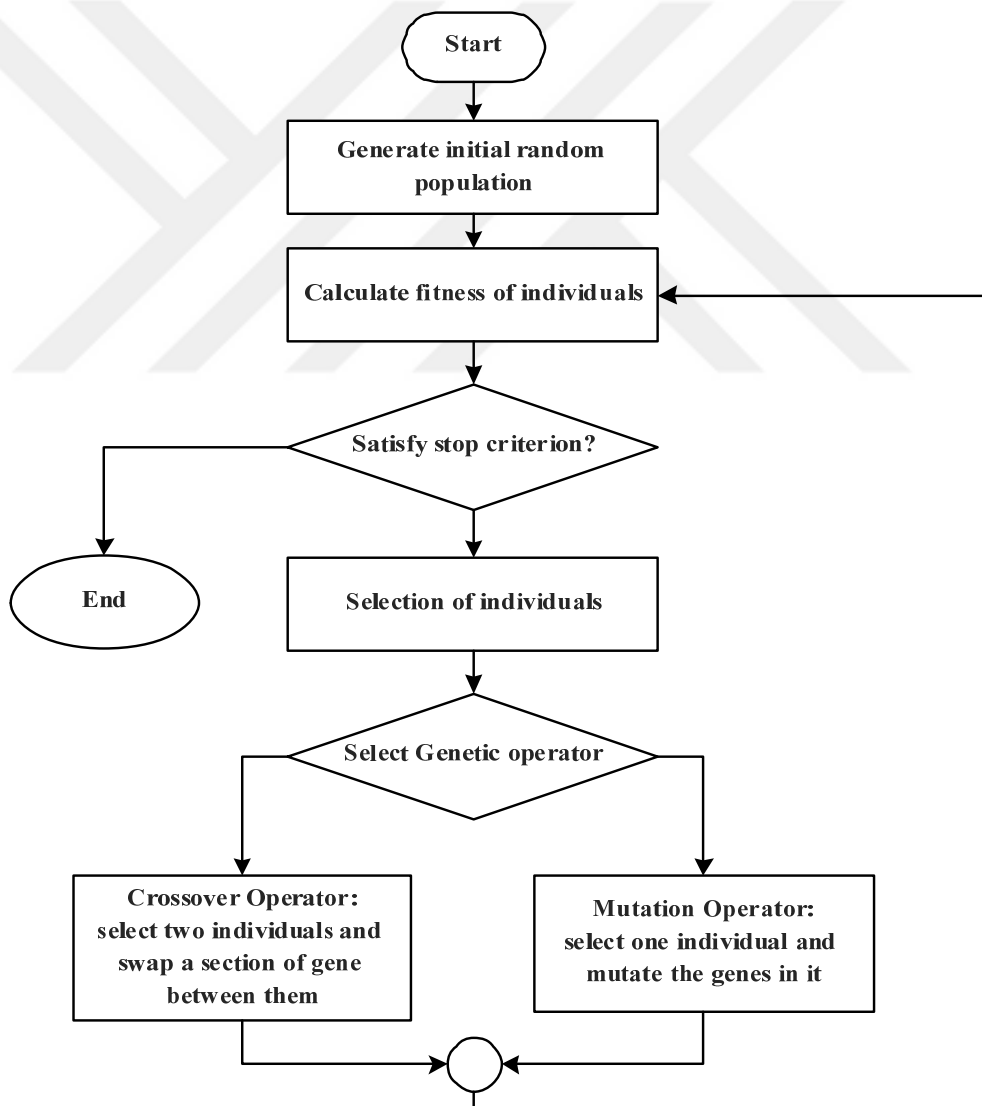 Start
Generate initial random
population
Calculate fitness of individuals
Satisfy stop criterion?
End
Selection of individuals
Select Genetic operator
Crossover Operator:
select two individuals and
swap a section of gene
between them
Mutation Operator:
select one individual and
mutate the genes in it